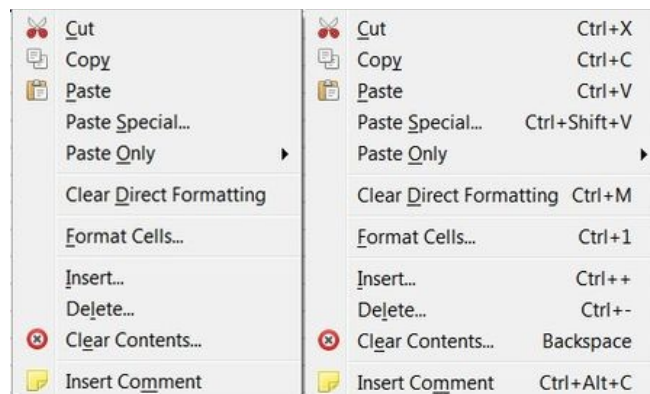 Cut
Copy
Paste
Paste Special...
Paste Only
Clear Direct Formatting
Format Cells...
Insert...
Delete...
Clear Contents...
Insert Comment
Cut Ctrl+X
Copy Ctrl+C
Paste Ctrl+V
Paste Special... Ctrl+Shift+V
Paste Only
Clear Direct Formatting Ctrl+M
Format Cells... Ctrl+1
Insert... Ctrl++
Delete... Ctrl+-
Clear Contents... Backspace
Insert Comment Ctrl+Alt+C